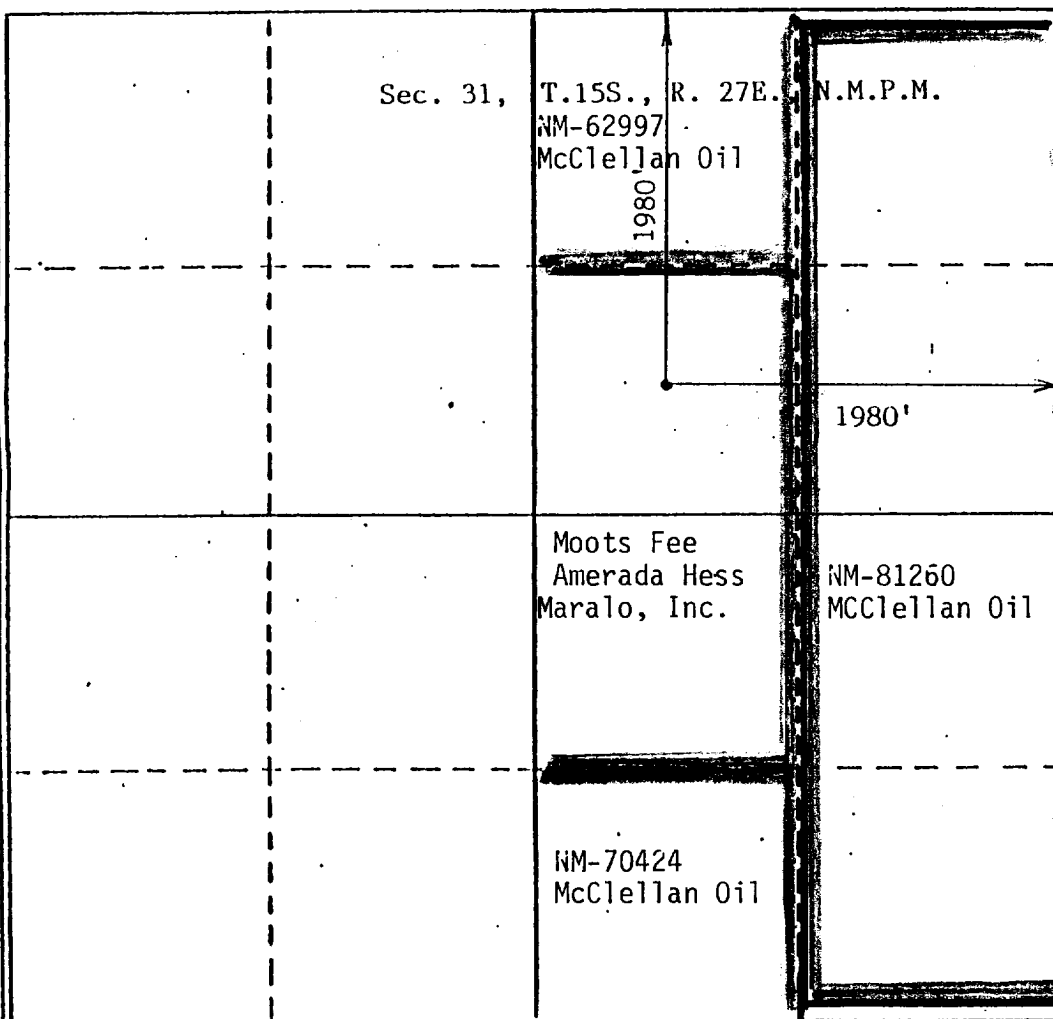 Sec. 31, T.15S., R. 27E. N.M.P.M.
NM-62997
McClellan Oil
1980'
1980'
Moots Fee
Amerada Hess
Maralo, Inc.
NM-81260
MCClellan Oil
NM-70424
McClellan Oil